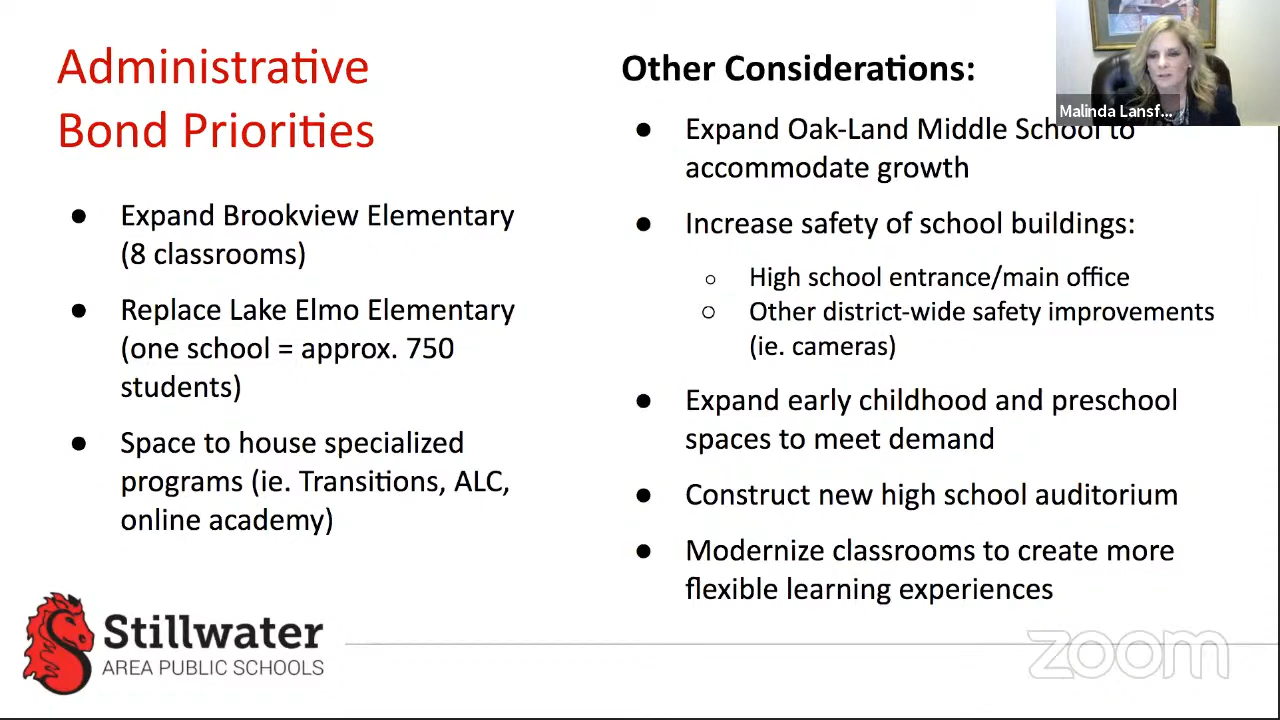 Administrative
Bond Priorities
● Expand Brookview Elementary
(8 classrooms)
● Replace Lake Elmo Elementary
(one school = approx. 750
students)
● Space to house specialized
programs (ie. Transitions, ALC,
online academy)
Other Considerations:
● Expand Oak-Land Middle School to
accommodate growth
● Increase safety of school buildings:
○ High school entrance/main office
○ Other district-wide safety improvements
(ie. cameras)
● Expand early childhood and preschool
spaces to meet demand
● Construct new high school auditorium
● Modernize classrooms to create more
flexible learning experiences
Malinda Lansf...
Stillwater
AREA PUBLIC SCHOOLS
zoom